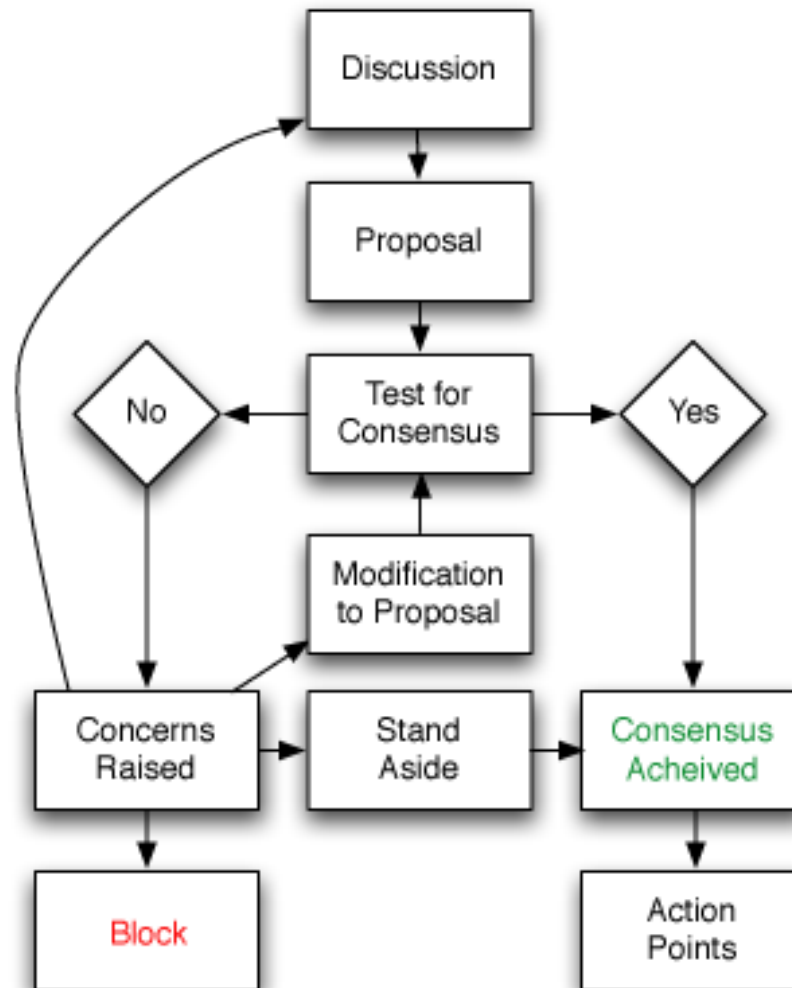 Discussion
Proposal
No
Test for
Consensus
Yes
Modification
to Proposal
Concerns
Raised
Stand
Aside
Consensus
Acheived
Block
Action
Points